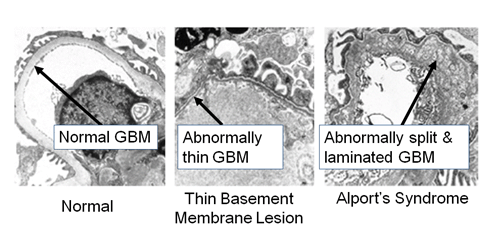 Normal GBM
Abnormally
thin GBM
Abnormally split &
laminated GBM
Normal
Thin Basement
Membrane Lesion
Alport's Syndrome